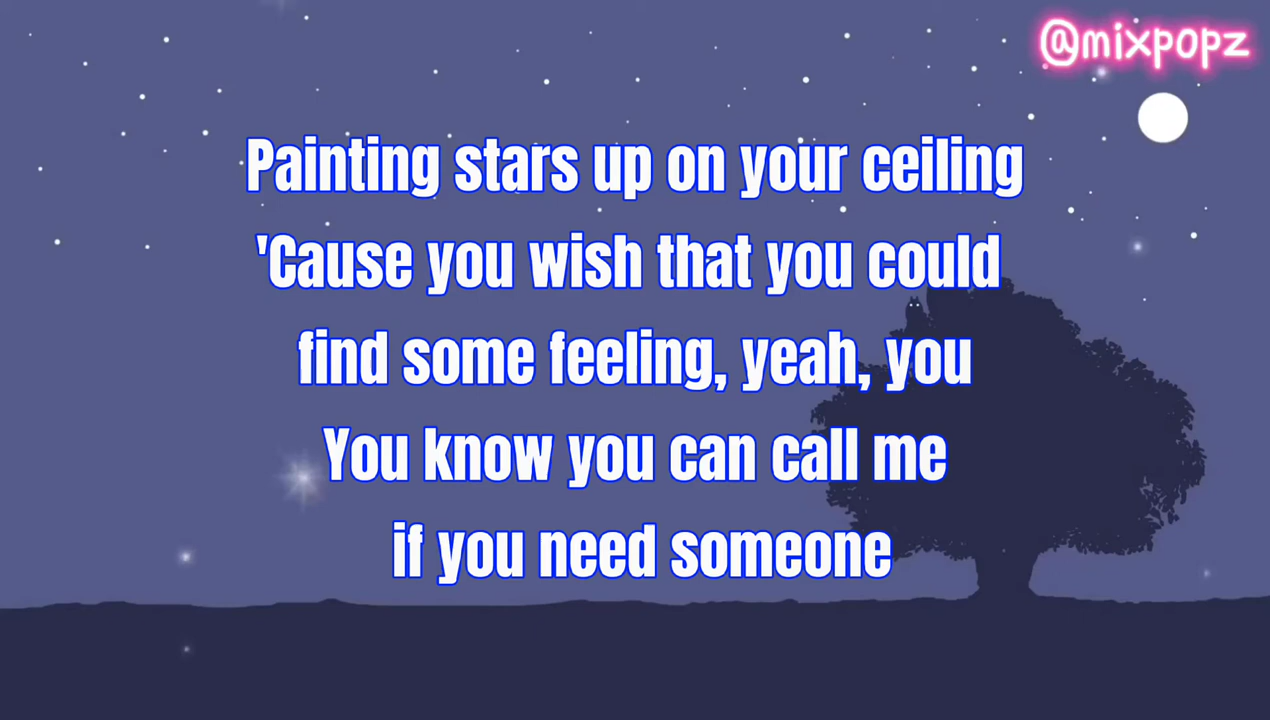 @mixpopz
Painting stars up on your ceiling
'Cause you wish that you could
find some feeling, yeah, you
You know you can call me
if you need someone